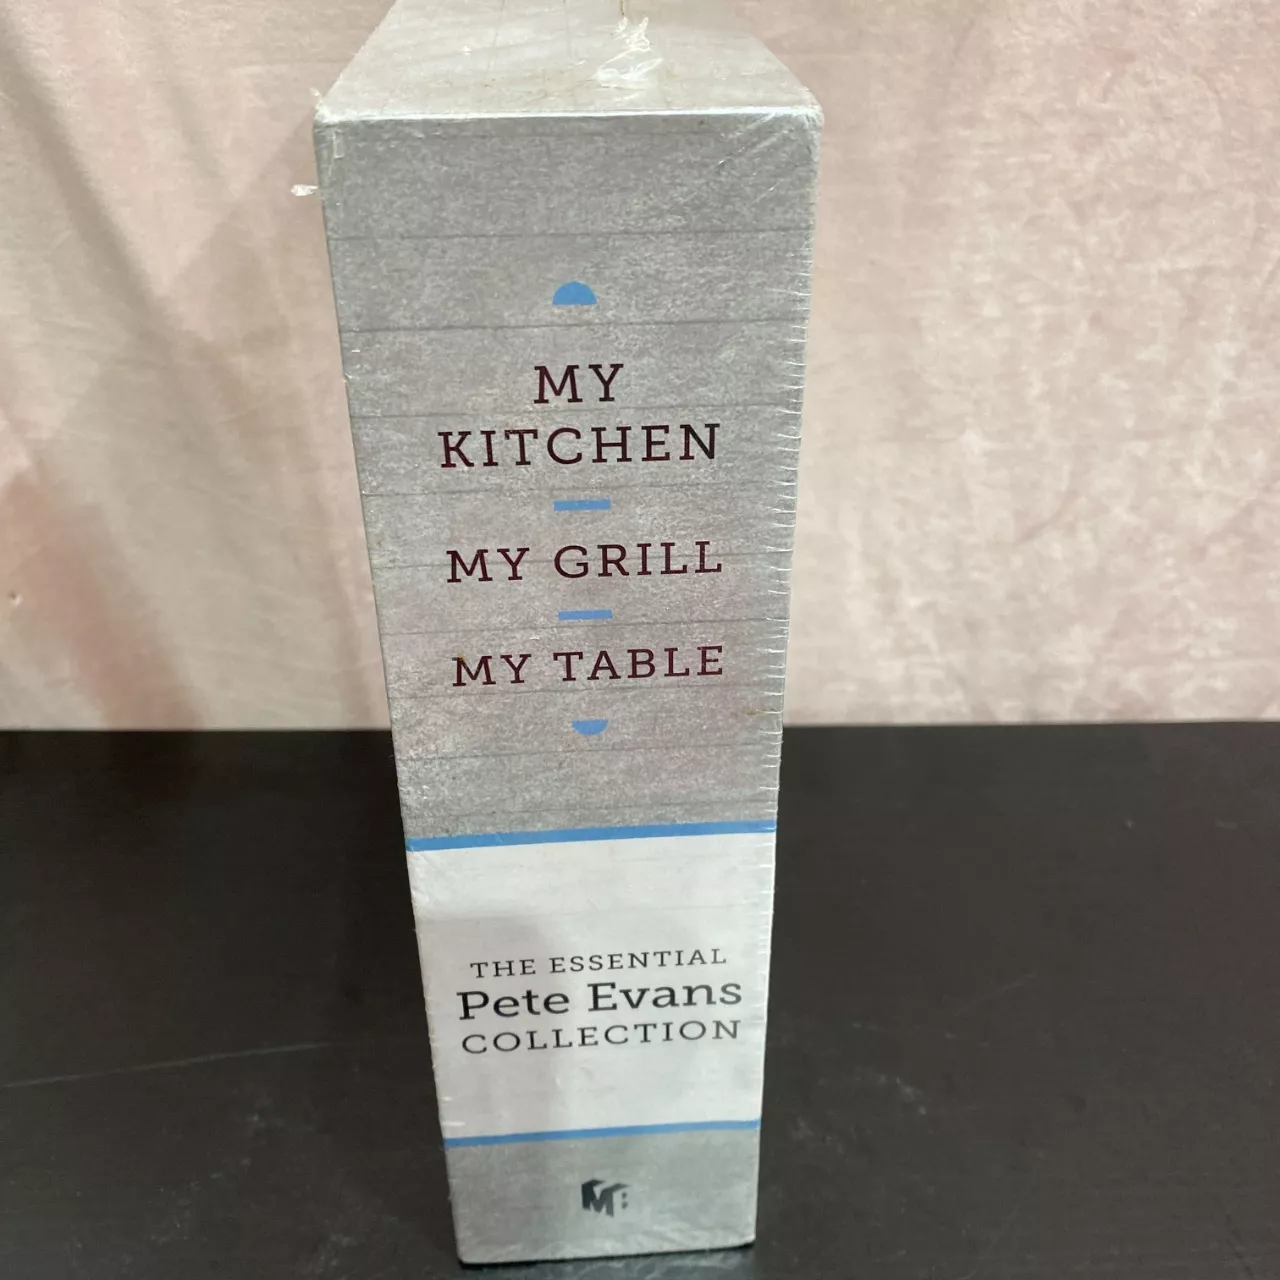 MY
KITCHEN
MY GRILL
MY TABLE
THE ESSENTIAL
Pete Evans
COLLECTION
M